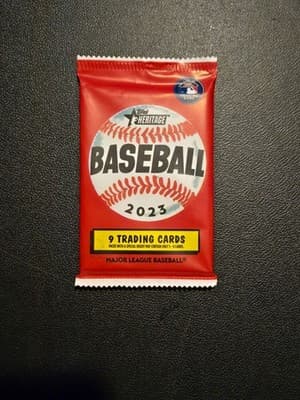 Topps
HERITAGE
BASEBALL
2023
9 TRADING CARDS
MAJOR LEAGUE BASEBALL®